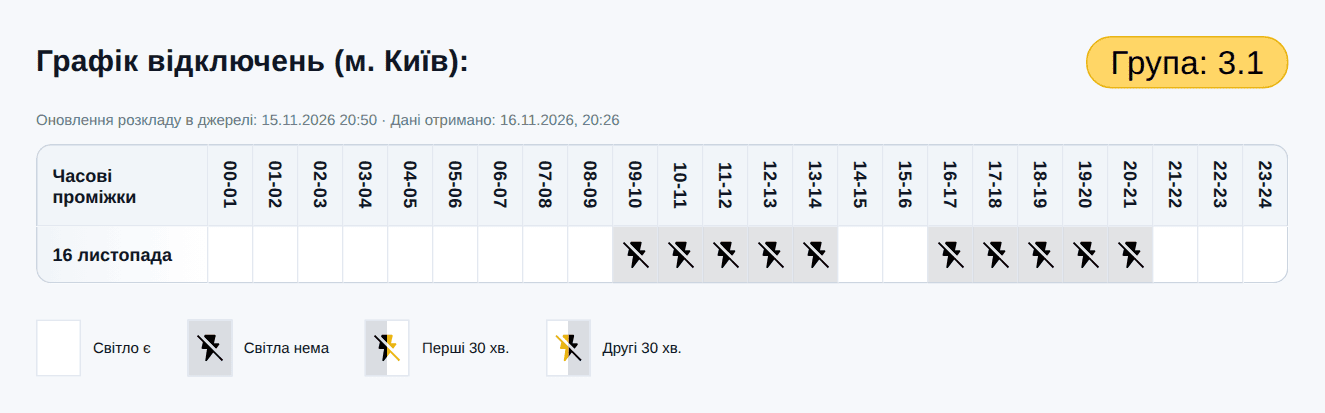 Графік відключень (м. Київ):
Група: 3.1
Оновлення розкладу в джерелі: 15.11.2026 20:50 · Дані отримано: 16.11.2026, 20:26
Часові
проміжки
00-01
01-02
02-03
03-04
04-05
05-06
06-07
07-08
08-09
09-10
10-11
11-12
12-13
13-14
14-15
15-16
16-17
17-18
18-19
19-20
20-21
21-22
22-23
23-24
16 листопада
Світло є
Світла нема
Перші 30 хв.
Другі 30 хв.